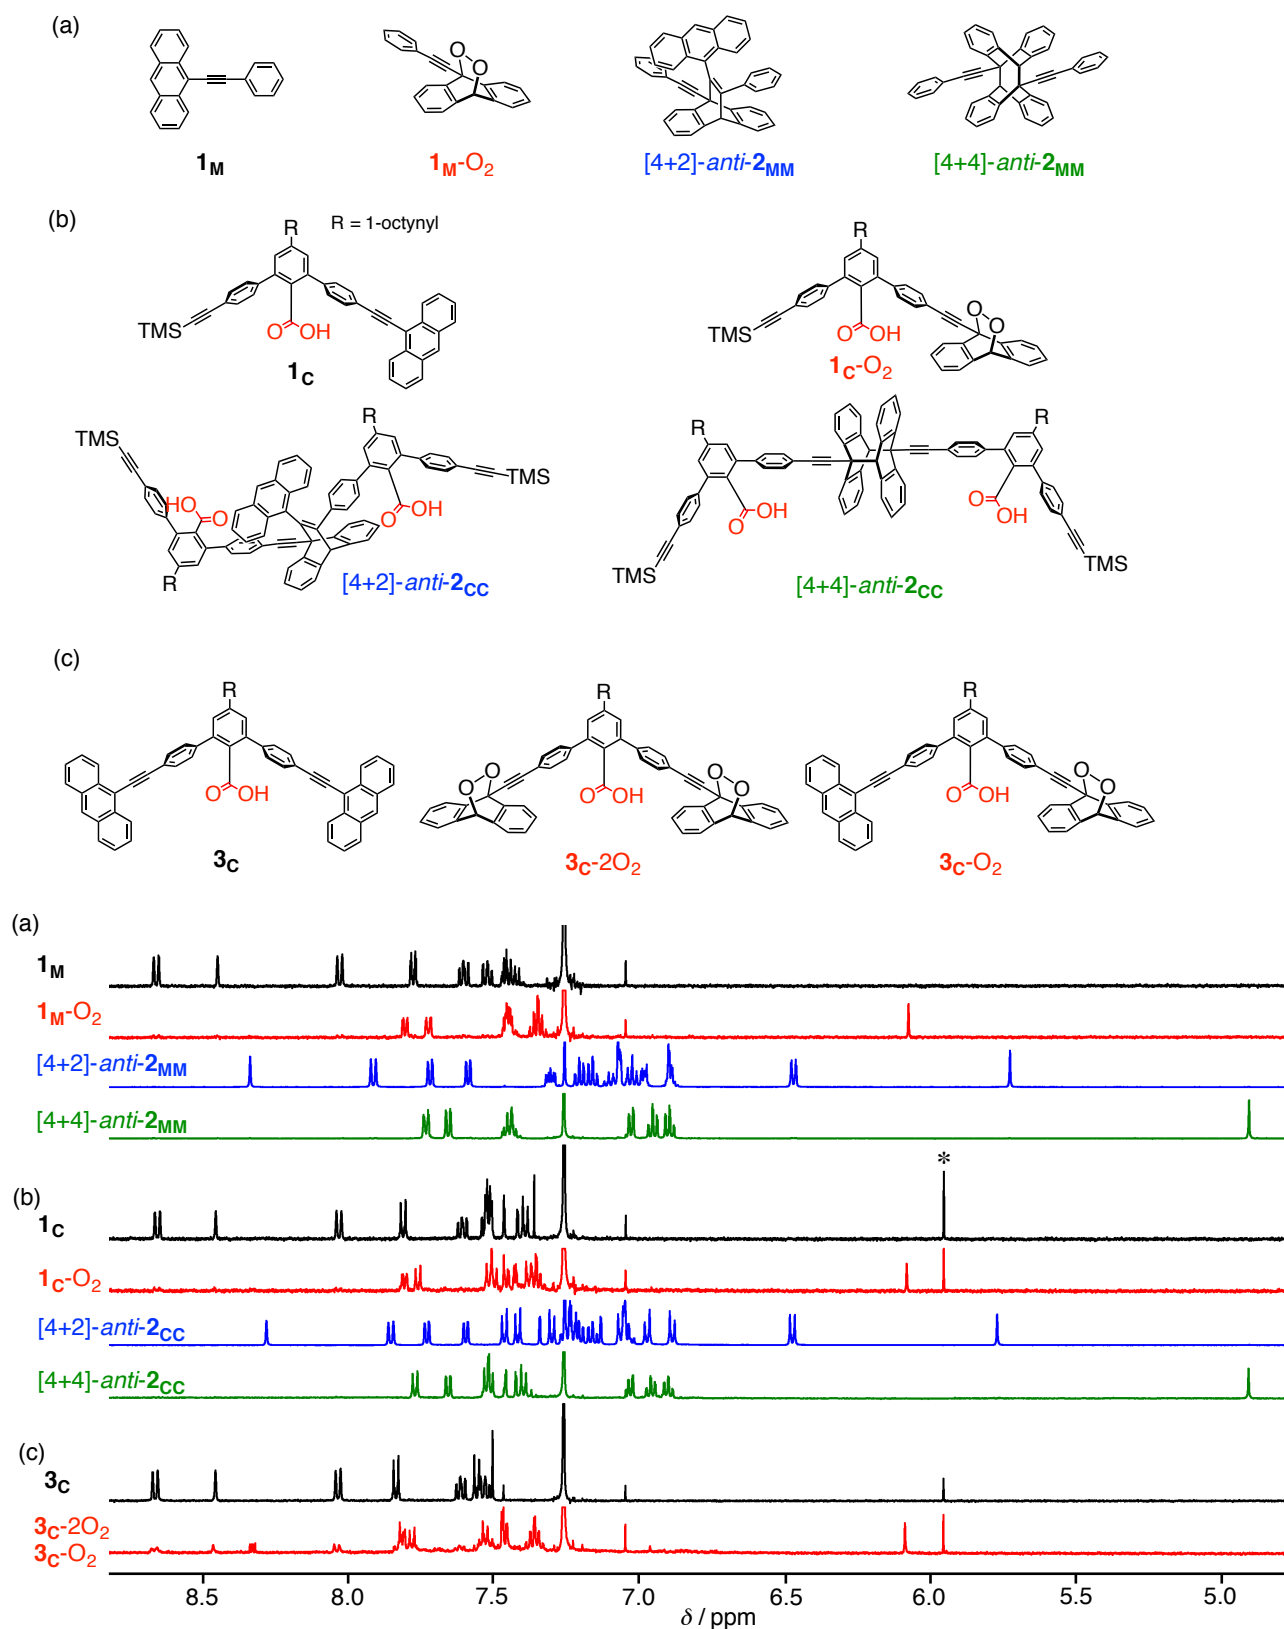 (a)
O O
1M
1M-O2
[4+2]-anti-2MM
[4+4]-anti-2MM
(b)
R = 1-octynyl
R
R
TMS
O OH
TMS
O OH
O O
1C
1C-O2
R
TMS
TMS
HO O
O OH
R
[4+2]-anti-2CC
R
R
O OH
O OH
TMS
TMS
[4+4]-anti-2CC
(c)
R
R
R
O OH
O O
O OH
O O
O OH
O O
3C
3C-2O2
3C-O2
(a)
1M
1M-O2
[4+2]-anti-2MM
[4+4]-anti-2MM
*
(b)
1C
1C-O2
[4+2]-anti-2CC
[4+4]-anti-2CC
(c)
3C
3C-2O2
3C-O2
8.5 8.0 7.5 7.0 6.5 6.0 5.5 5.0
δ / ppm